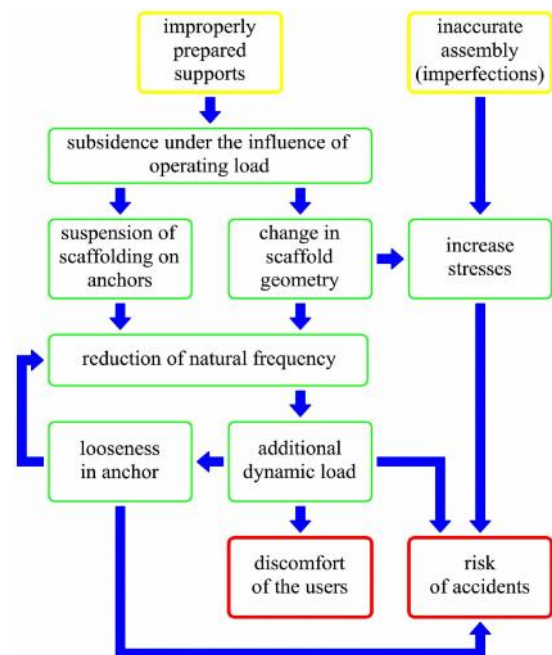 improperly
prepared
supports
inaccurate
assembly
(imperfections)
subsidence under the influence of
operating load
suspension of
scaffolding on
anchors
change in
scaffold
geometry
increase
stresses
reduction of natural frequency
looseness
in anchor
additional
dynamic load
discomfort
of the users
risk
of accidents